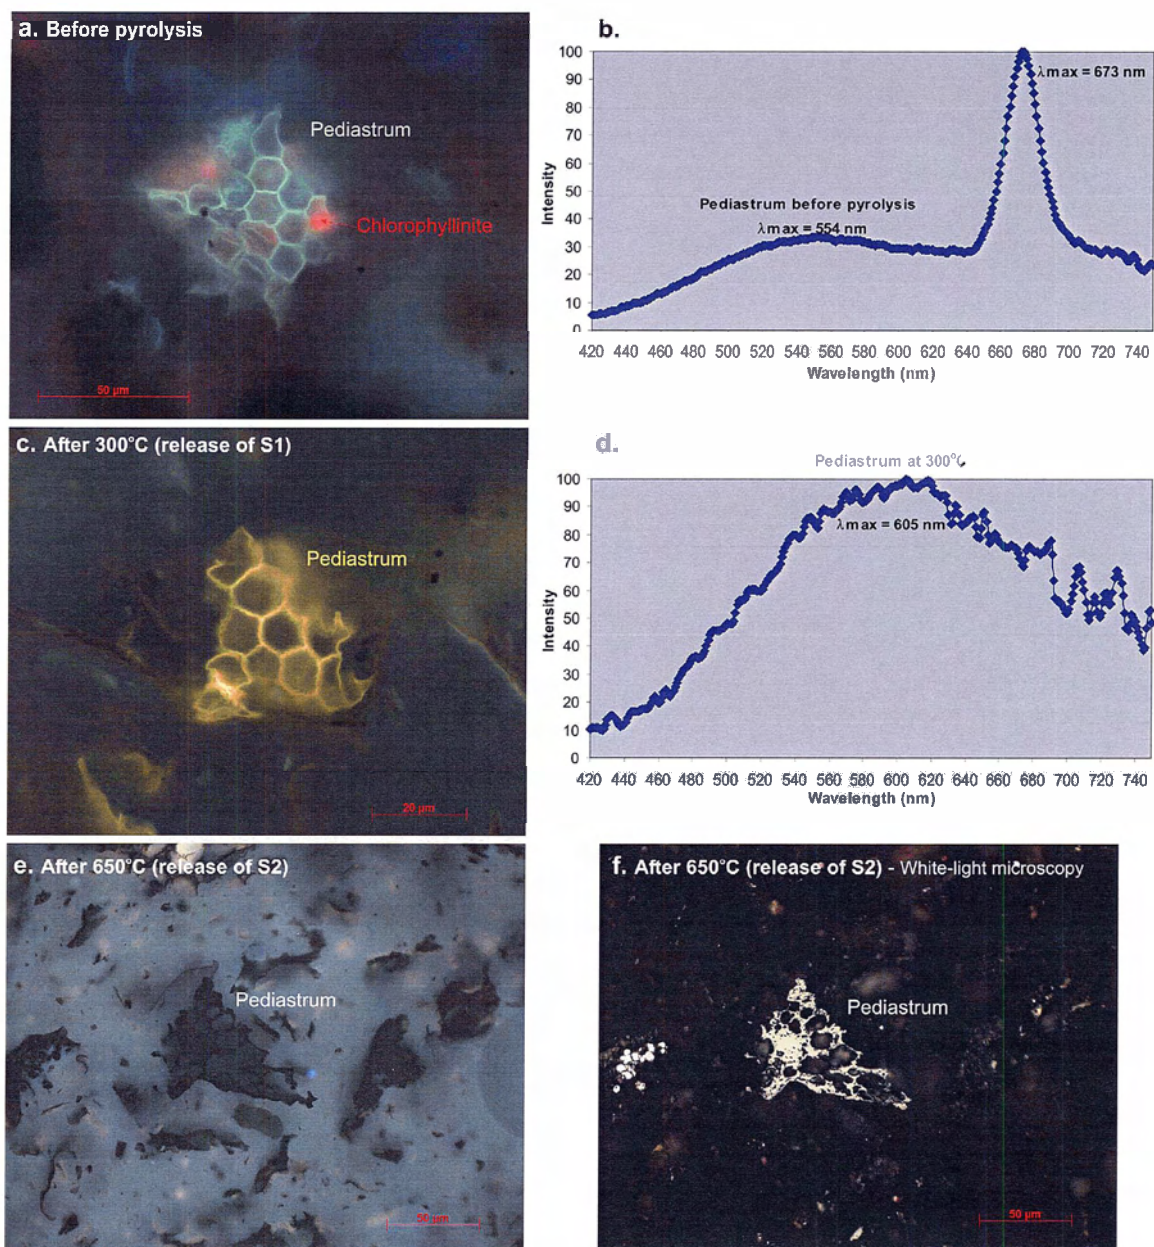 a. Before pyrolysis
Pediastrum
Chlorophyllinite
50 µm
b.
100
90
80
70
60
50
40
30
20
10
0
Intensity
λmax = 673 nm
Pediastrum before pyrolysis
λmax = 554 nm
420 440 460 480 500 520 540 560 580 600 620 640 660 680 700 720 740
Wavelength (nm)
c. After 300°C (release of S1)
Pediastrum
20 µm
d.
Pediastrum at 300°C
100
90
80
70
60
50
40
30
20
10
0
Intensity
λmax = 605 nm
420 440 460 480 500 520 540 560 580 600 620 640 660 680 700 720 740
Wavelength (nm)
e. After 650°C (release of S2)
Pediastrum
50 µm
f. After 650°C (release of S2) - White-light microscopy
Pediastrum
50 µm